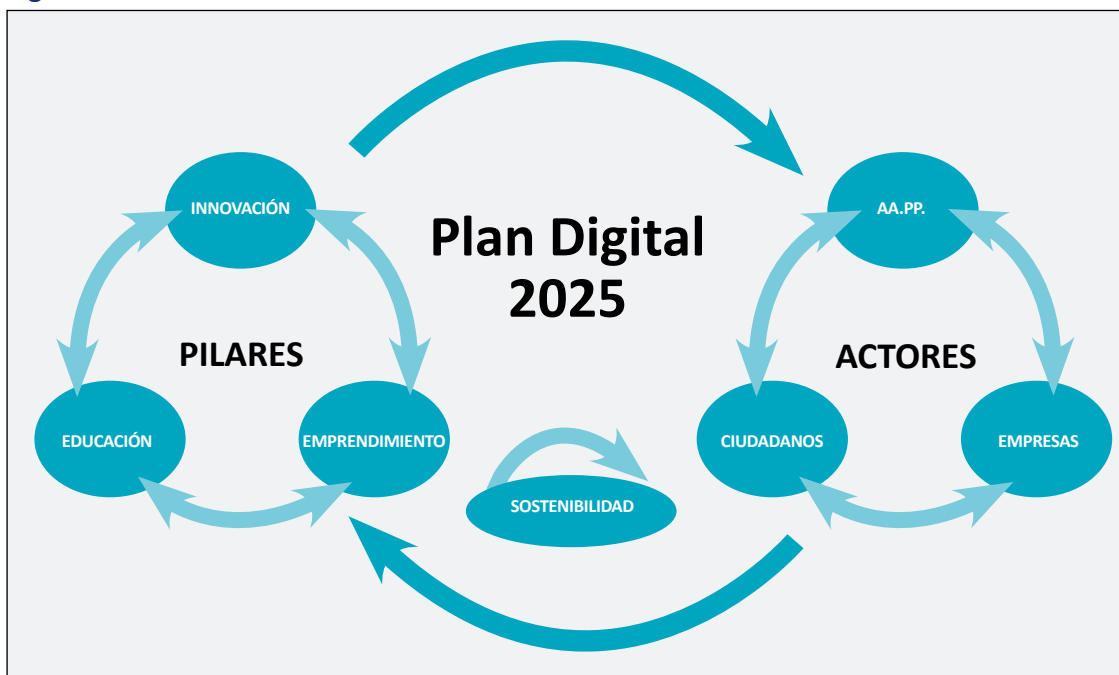 INNOVACIÓN
AA.PP.
Plan Digital
2025
PILARES
ACTORES
EDUCACIÓN
EMPRENDIMIENTO
CIUDADANOS
EMPRESAS
SOSTENIBILIDAD